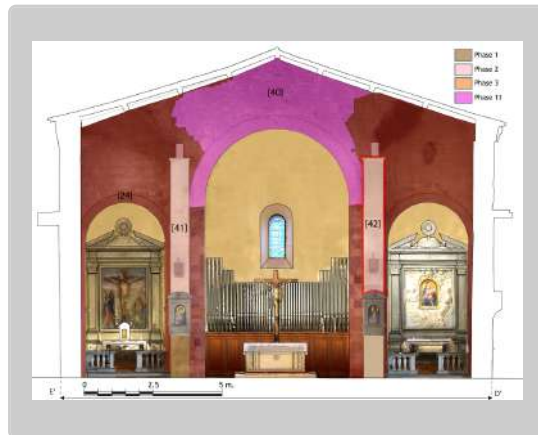 Phase 1
Phase 2
Phase 3
Phase 11
[40]
[24]
[41]
[42]
0 2.5 5 m.
E' D'